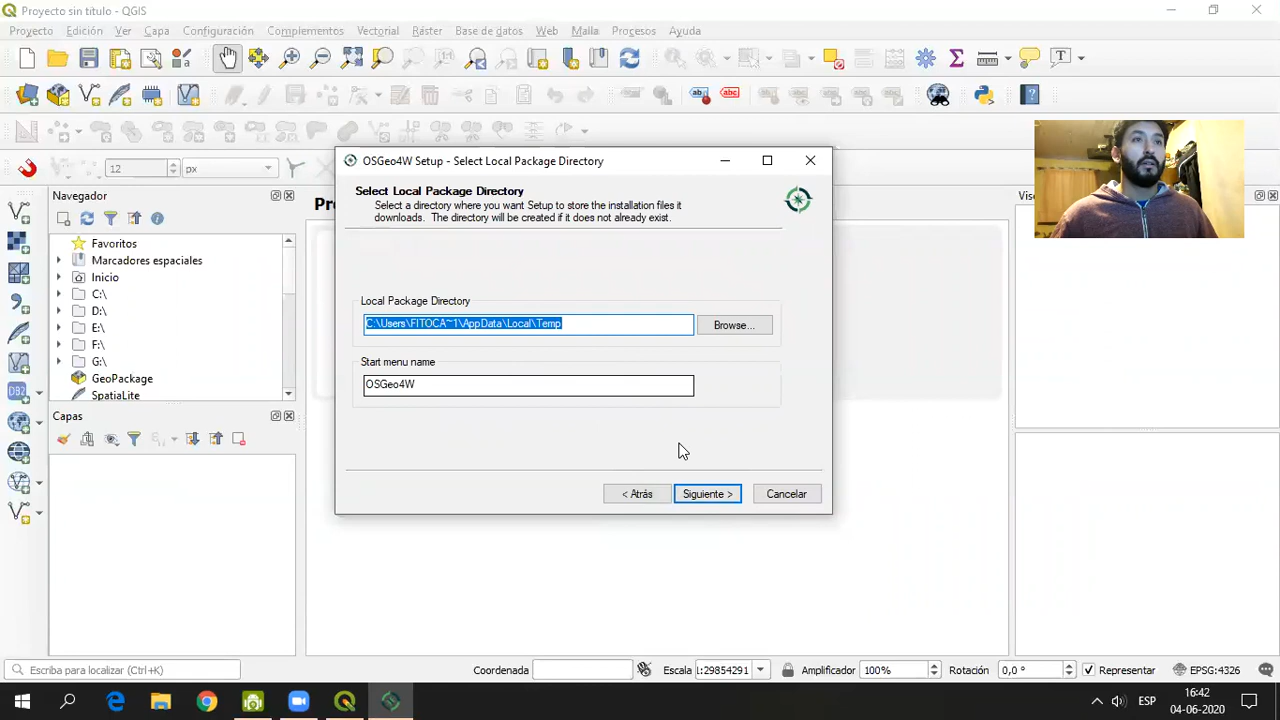 Proyecto sin título - QGIS
Proyecto Edición Ver Capa Configuración Complementos Vectorial Ráster Base de datos Web Malla Procesos Ayuda
12 px
Navegador
Favoritos
Marcadores espaciales
Inicio
C:\
D:\
E:\
F:\
G:\
GeoPackage
SpatiaLite
Capas
OSGeo4W Setup - Select Local Package Directory
Select Local Package Directory
Select a directory where you want Setup to store the installation files it
downloads. The directory will be created if it does not already exist.
Local Package Directory
C:\Users\FITOCA~1\AppData\Local\Temp
Browse...
Start menu name
OSGeo4W
< Atrás Siguiente > Cancelar
Escribe para localizar (Ctrl+K) Coordenada Escala 1:29854291 Amplificador 100% Rotación 0,0 ° Representar EPSG:4326
ESP
16:42
04-06-2020